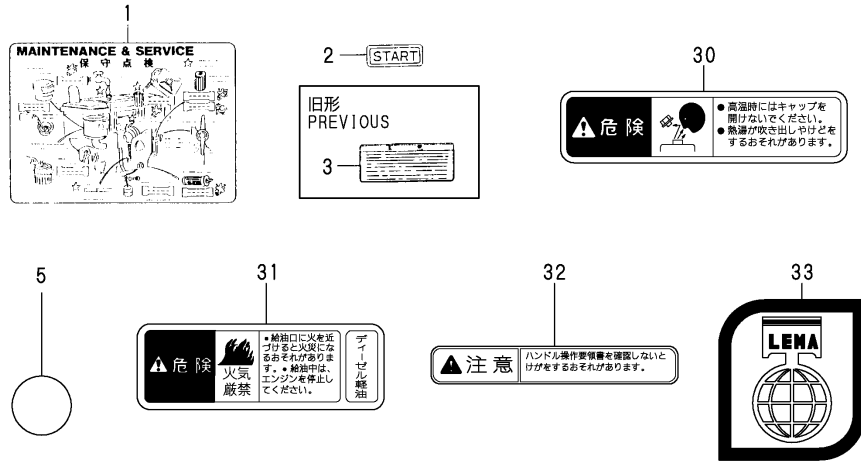 1
MAINTENANCE & SERVICE
保守点検
2
START
旧形
PREVIOUS
3
30
危険
● 高温時にはキャップを
開けないでください。
● 熱湯が吹き出しやけどを
するおそれがあります。
5
31
危険
火気
厳禁
● 給油口に火を近
づけると火災にな
るおそれがありま
す。● 給油中は、
エンジンを停止し
てください。
ディーゼル軽油
32
注意
ハンドル操作要領書を確認しないと
けがをするおそれがあります。
33
LEMA